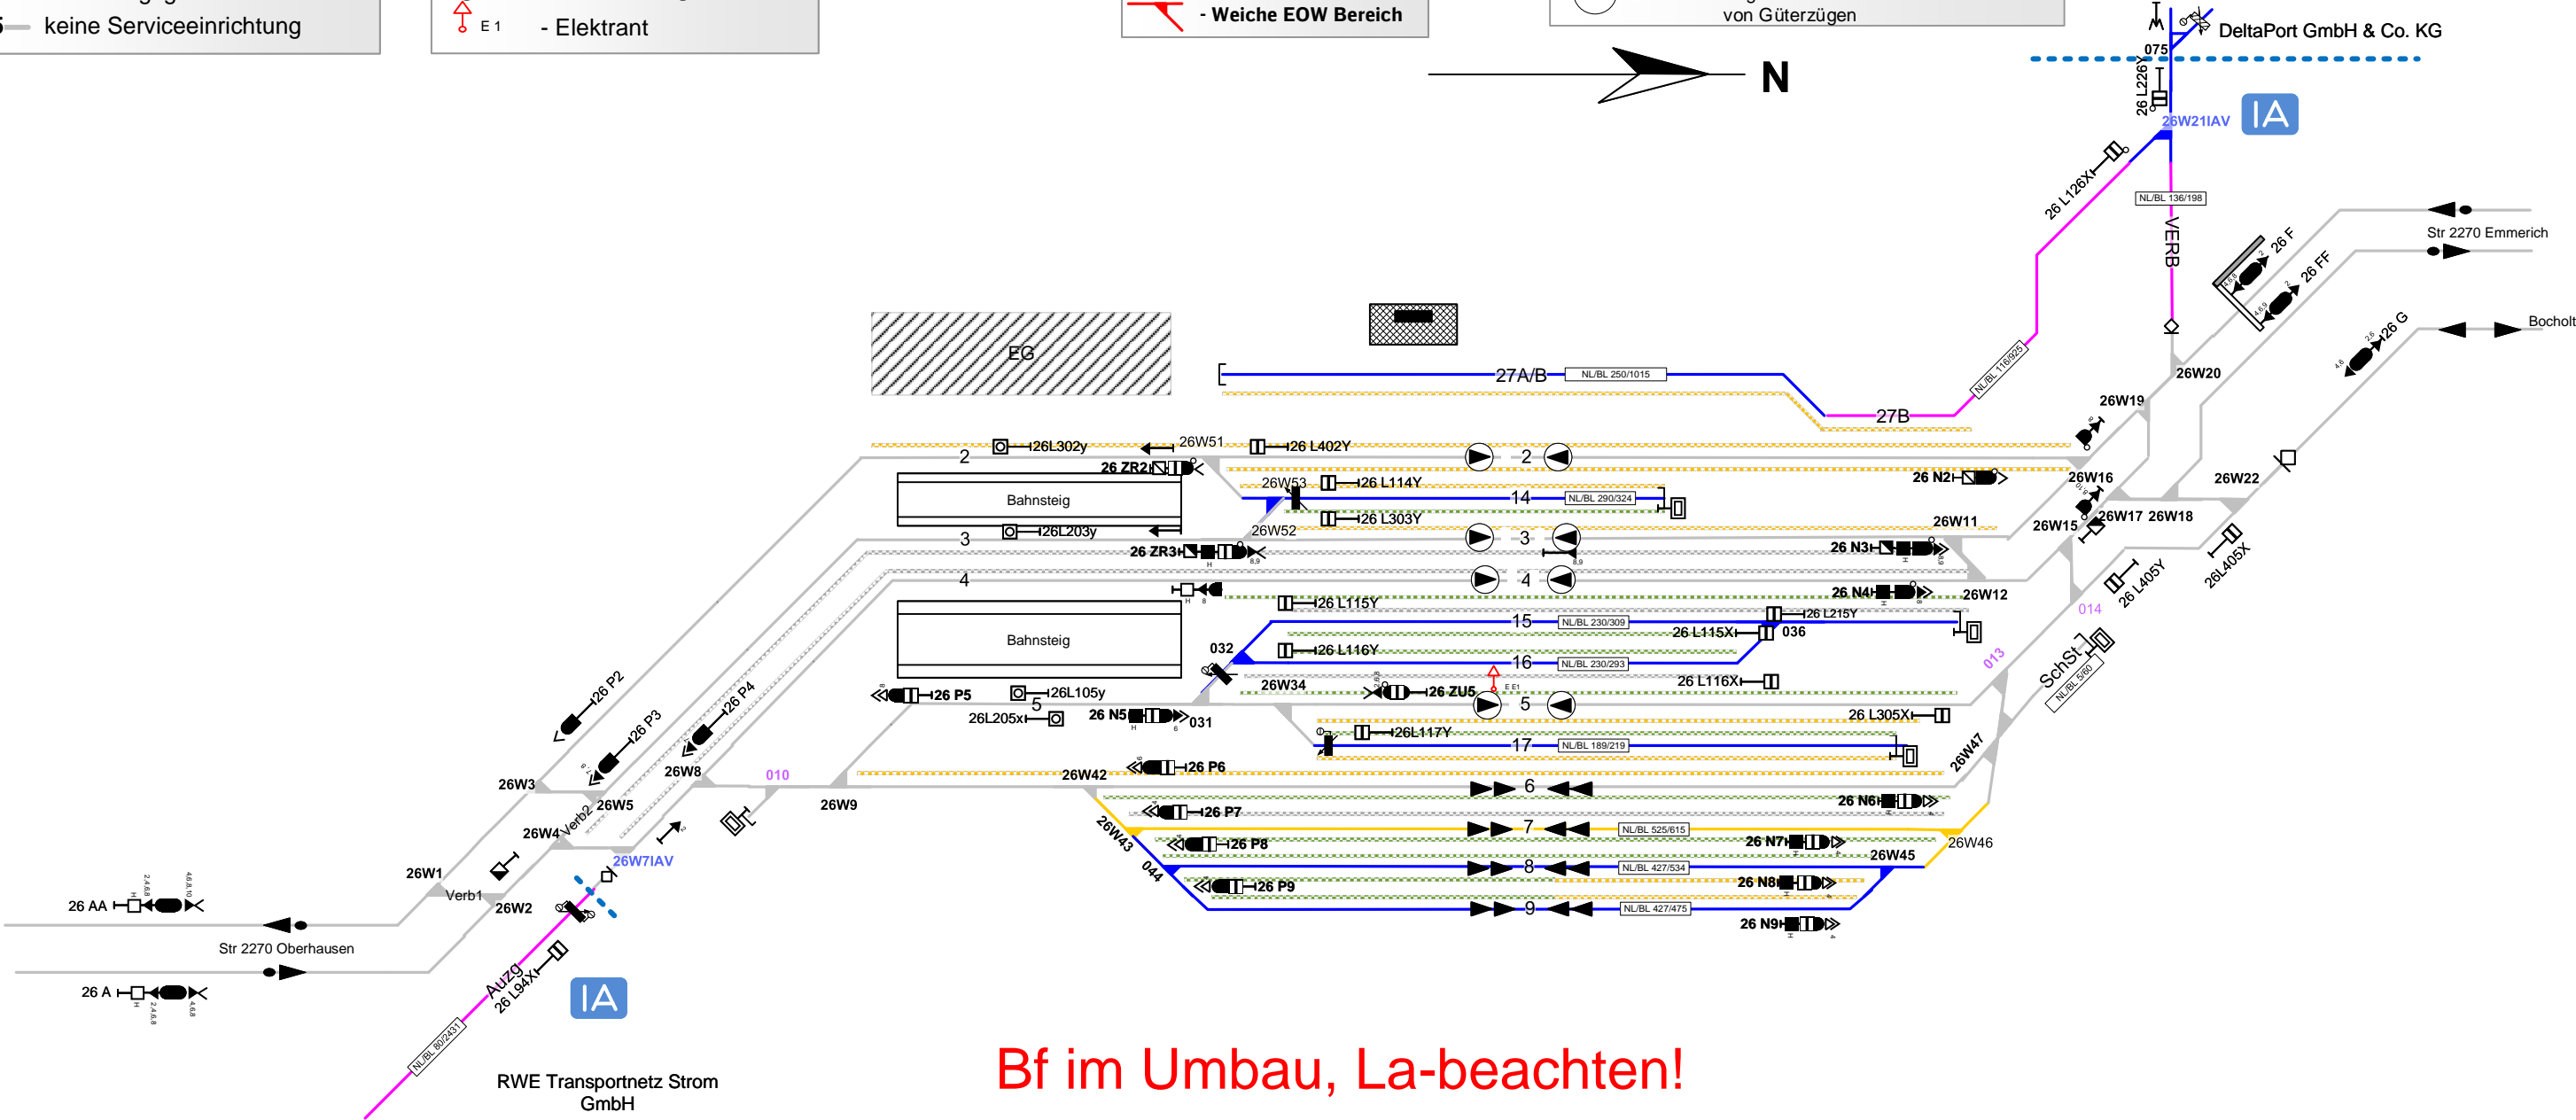 keine Serviceeinrichtung
E 1
- Elektrant
- Weiche EOW Bereich
von Güterzügen
N
DeltaPort GmbH & Co. KG
075
26 L226Y
26W21IAV
IA
26 L126X
NL/BL 136/198
VERB
Str 2270 Emmerich
26 F
26 FF
26 G
Bocholt
EG
27A/B
NL/BL 250/1015
NL/BL 116/925
27B
26W20
26W19
26L302y
26W51
26 L402Y
2
2
26 ZR2
26 N2
26W16
26W22
Bahnsteig
26W53
26 L114Y
14
NL/BL 290/324
26 L303Y
26W52
26W11
26W15
26W17
26W18
26L203y
3
3
26 ZR3
26 N3
26L405X
26 L405Y
4
4
26 N4
26W12
014
Bahnsteig
26 L115Y
15
NL/BL 230/309
26 L215Y
26 L115X
036
032
26 L116Y
16
NL/BL 230/293
013
SchSt
NL/BL 5/60
26W34
26 L116X
26 P5
26L105y
5
26 ZU5
E E1
5
26L205x
26 N5
031
26 L305X
26 P2
26 P3
26 P4
26L117Y
17
NL/BL 189/219
26W47
26W3
26W8
010
26W9
26W42
26 P6
6
26W5
Verb2
26W4
26W7IAV
26 P7
26 N6
26W43
7
NL/BL 525/615
26 P8
26 N7
26W46
26W45
044
8
NL/BL 427/534
26W1
Verb1
26W2
26 P9
26 N8
9
NL/BL 427/475
26 N9
26 AA
Str 2270 Oberhausen
26 A
Auzg
26 L94X
IA
NL/BL 80/2431
RWE Transportnetz Strom
GmbH
Bf im Umbau, La-beachten!